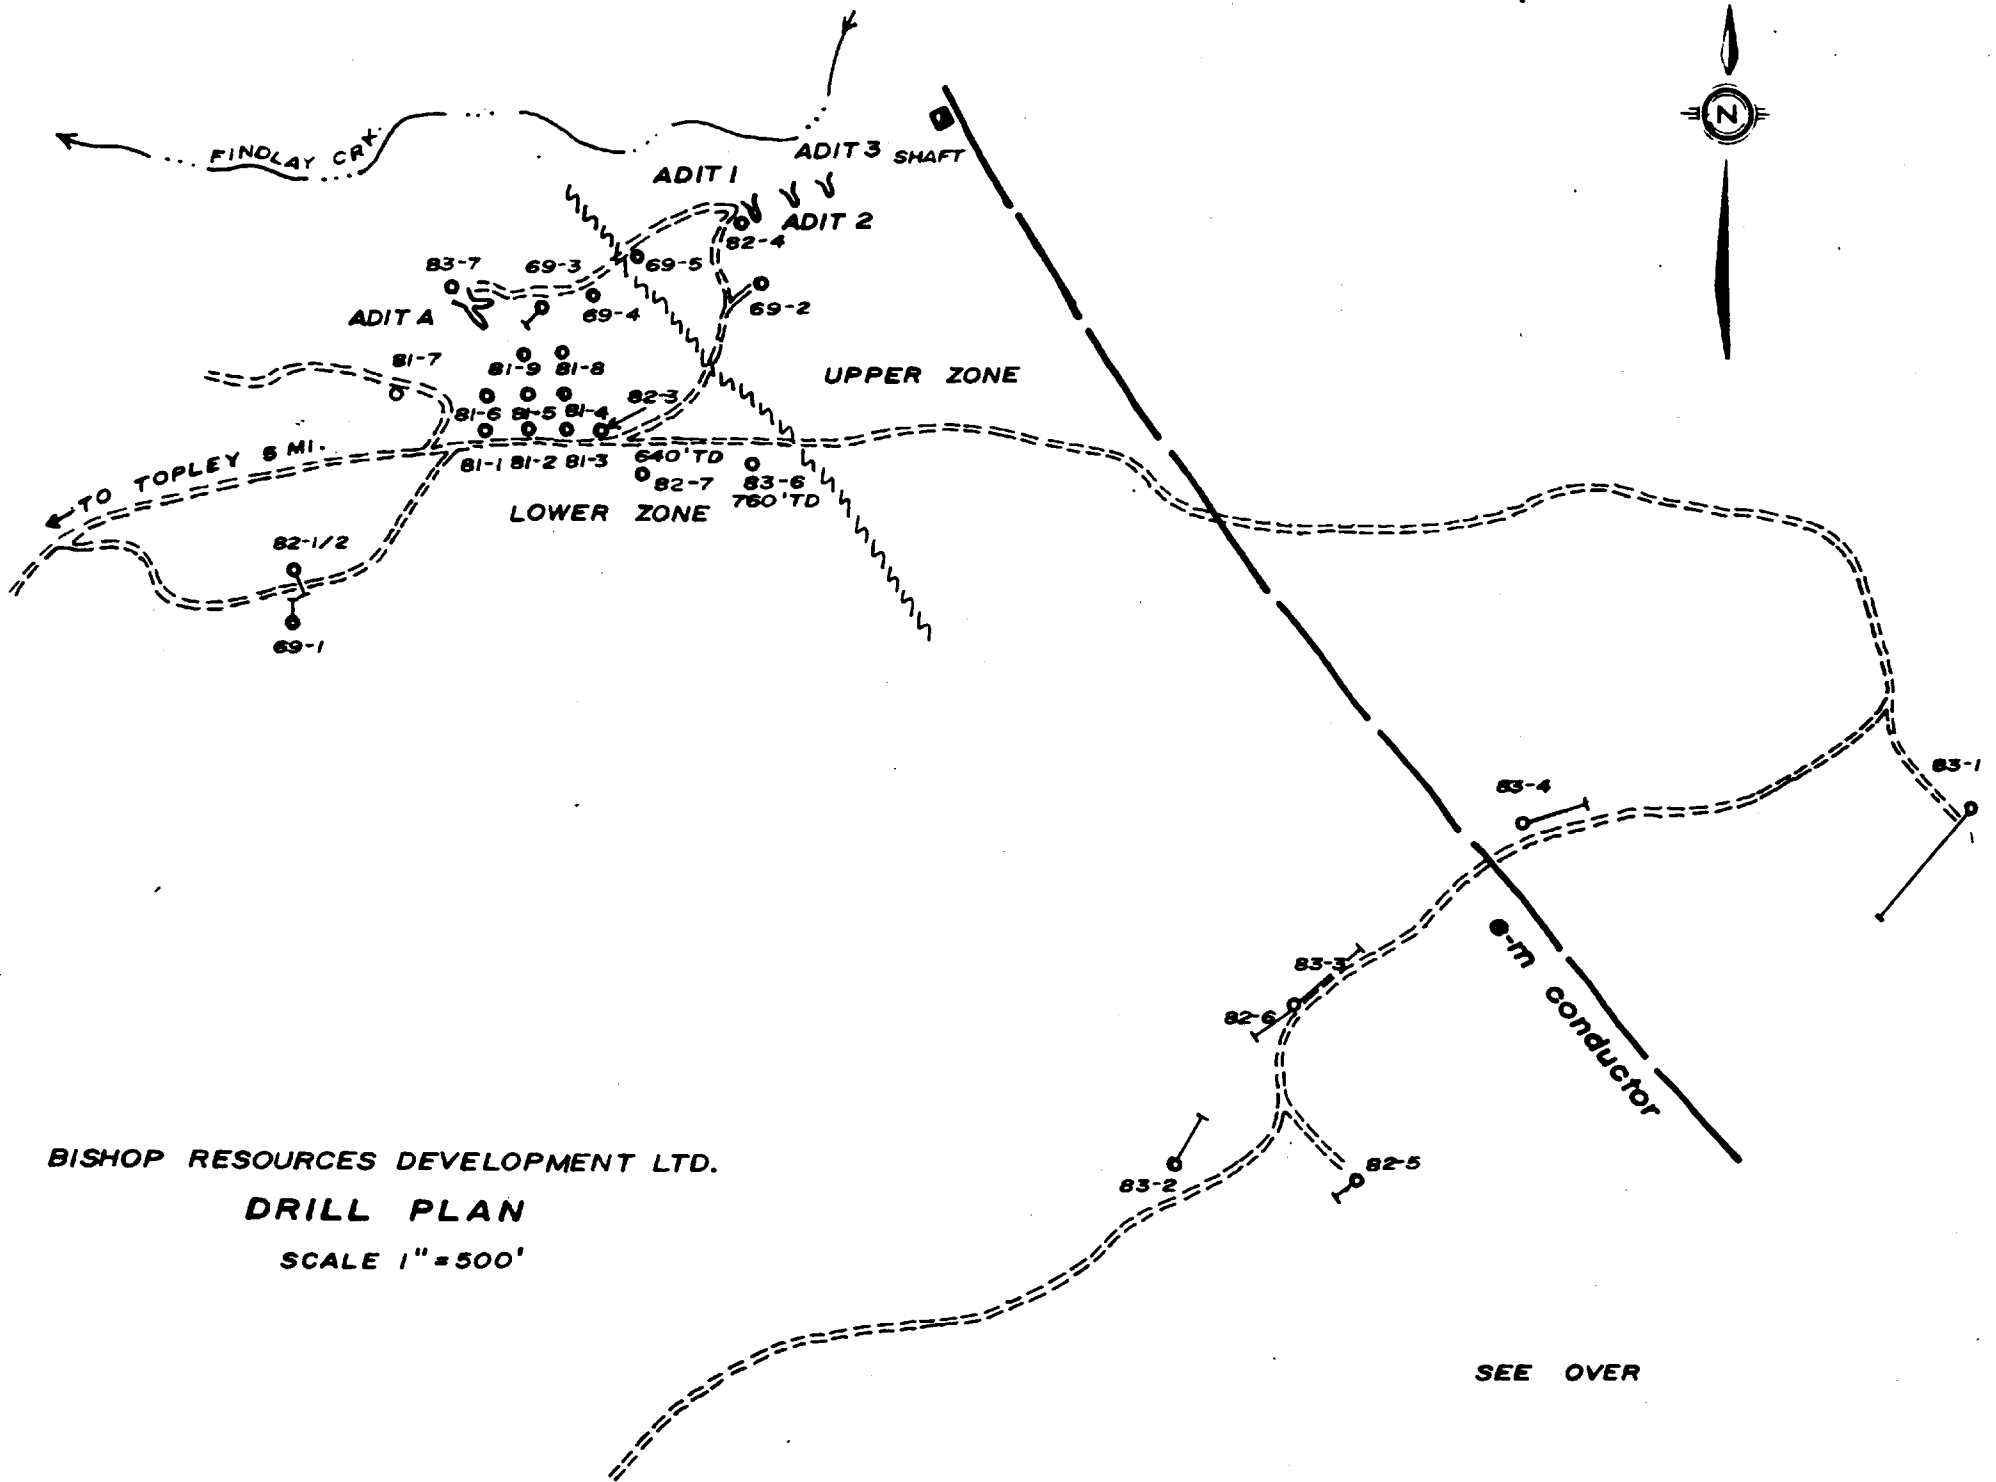 N
FINDLAY CRK.
ADIT 3
SHAFT
ADIT 1
ADIT 2
82-4
83-7
69-3
69-5
69-2
ADIT A
69-4
81-7
81-9
81-8
UPPER ZONE
82-3
81-6
81-5
81-4
TO TOPLEY 5 MI.
81-1
81-2
81-3
640' TD
82-7
83-6
760' TD
LOWER ZONE
82-1/2
69-1
83-1
83-4
e-m conductor
83-3
82-6
83-2
82-5
BISHOP RESOURCES DEVELOPMENT LTD.
DRILL PLAN
SCALE 1" = 500'
SEE OVER